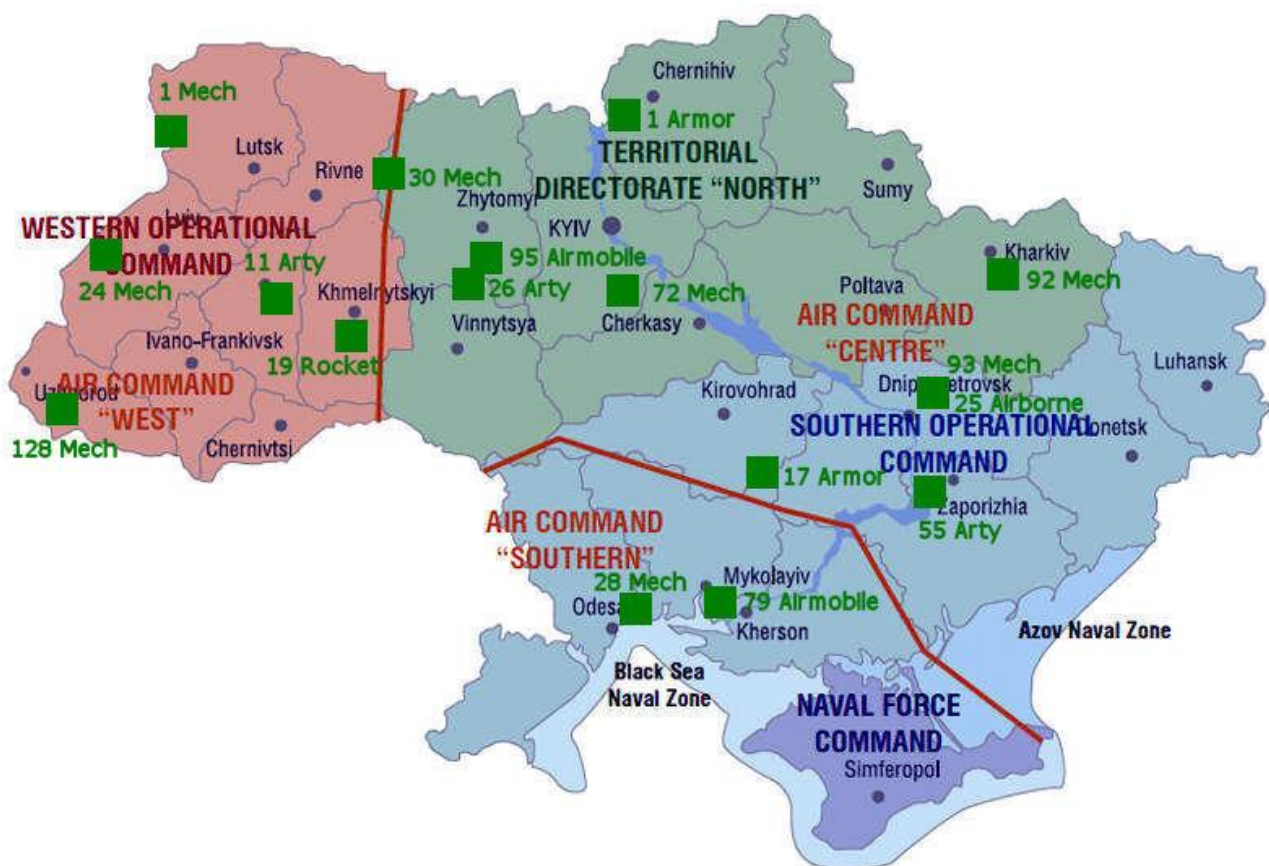 Chernihiv
1 Mech
1 Armor
Lutsk
TERRITORIAL
DIRECTORATE “NORTH”
Rivne
30 Mech
Sumy
Zhytomyr
WESTERN OPERATIONAL
COMMAND
Lviv
KYIV
Kharkiv
95 Airmobile
11 Arty
24 Mech
26 Arty
72 Mech
92 Mech
Khmelnytskyi
Poltava
Vinnytsya
Cherkasy
AIR COMMAND
“CENTRE”
Ivano-Frankivsk
19 Rocket
Luhansk
93 Mech
Uzhgorod
AIR COMMAND
“WEST”
Kirovohrad
Dnipropetrovsk
25 Airborne
128 Mech
Chernivtsi
SOUTHERN OPERATIONAL
COMMAND
Donetsk
17 Armor
Zaporizhia
55 Arty
AIR COMMAND
“SOUTHERN”
28 Mech
Mykolayiv
79 Airmobile
Odesa
Kherson
Azov Naval Zone
Black Sea
Naval Zone
NAVAL FORCE
COMMAND
Simferopol